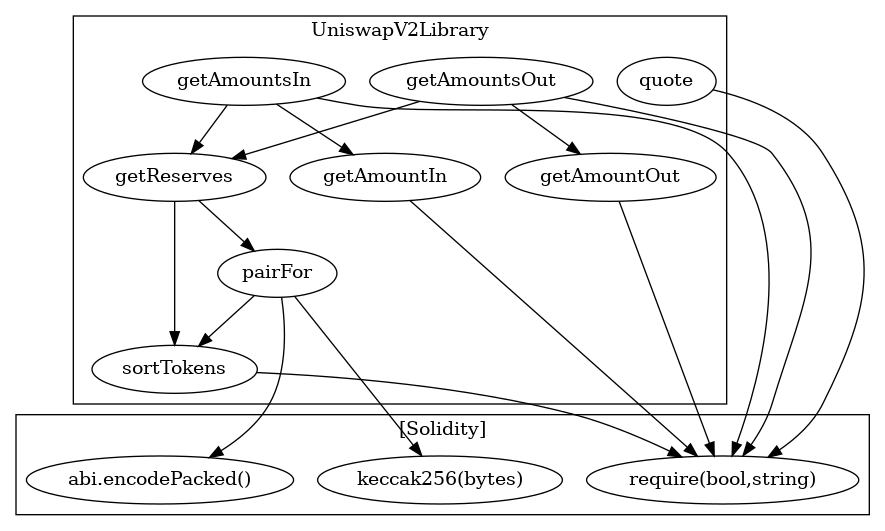 UniswapV2Library
getAmountsIn
getAmountsOut
quote
getReserves
getAmountIn
getAmountOut
pairFor
sortTokens
[Solidity]
abi.encodePacked()
keccak256(bytes)
require(bool,string)